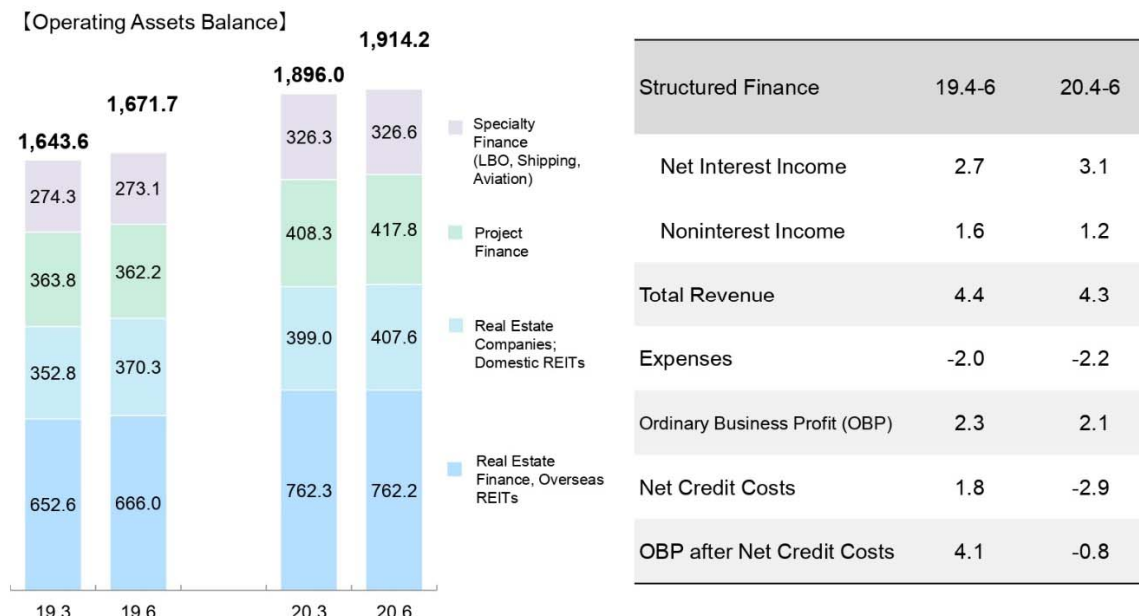 【Operating Assets Balance】
1,914.2
1,896.0
1,671.7
1,643.6
274.3
273.1
326.3
326.6
363.8
362.2
408.3
417.8
352.8
370.3
399.0
407.6
652.6
666.0
762.3
762.2
19.3
19.6
20.3
20.6
Specialty
Finance
(LBO, Shipping,
Aviation)
Project
Finance
Real Estate
Companies;
Domestic REITs
Real Estate
Finance, Overseas
REITs
Structured Finance 19.4-6 20.4-6
Net Interest Income 2.7 3.1
Noninterest Income 1.6 1.2
Total Revenue 4.4 4.3
Expenses -2.0 -2.2
Ordinary Business Profit (OBP) 2.3 2.1
Net Credit Costs 1.8 -2.9
OBP after Net Credit Costs 4.1 -0.8